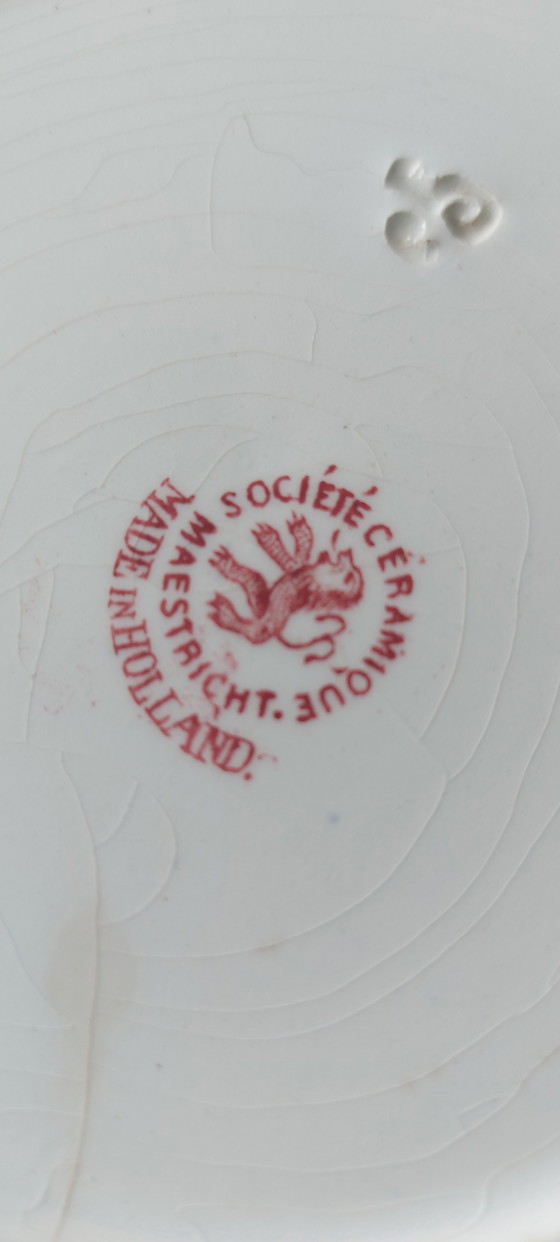 SOCIÉTÉ CÉRAMIQUE
MAESTRICHT.
MADE IN HOLLAND.